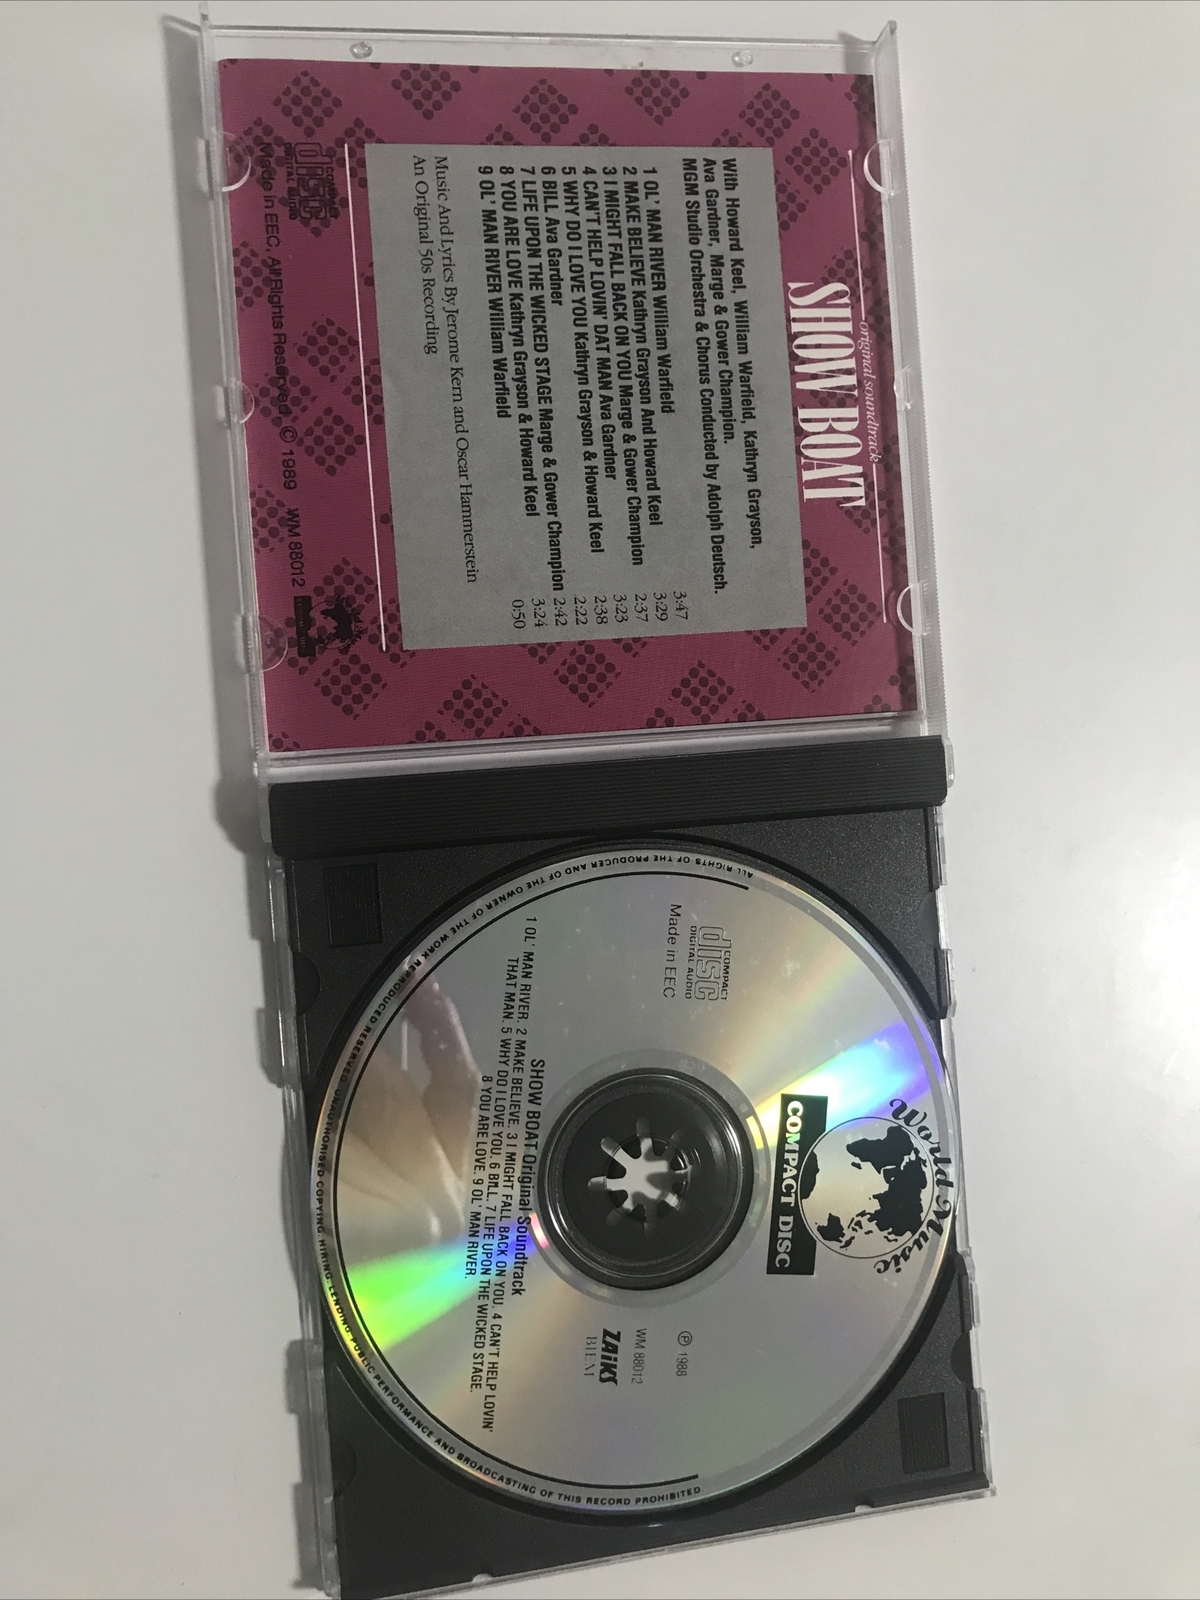 original soundtrack
SHOW BOAT
With Howard Keel, William Warfield, Kathryn Grayson,
Ava Gardner, Marge & Gower Champion.
MGM Studio Orchestra & Chorus Conducted by Adolph Deutsch.
1 OL' MAN RIVER William Warfield 3:47
2 MAKE BELIEVE Kathryn Grayson And Howard Keel 3:29
3 I MIGHT FALL BACK ON YOU Marge & Gower Champion 2:37
4 CAN'T HELP LOVIN' DAT MAN Ava Gardner 3:23
5 WHY DO I LOVE YOU Kathryn Grayson & Howard Keel 2:38
6 BILL Ava Gardner 2:22
7 LIFE UPON THE WICKED STAGE Marge & Gower Champion 2:42
8 YOU ARE LOVE Kathryn Grayson & Howard Keel 3:24
9 OL' MAN RIVER William Warfield 0:50
Music And Lyrics By Jerome Kern and Oscar Hammerstein
An Original 50s Recording
COMPACT
disc
DIGITAL AUDIO
Made in EEC, All Rights Reserved, © 1989 WM 88012
World Music
COMPACT DISC
COMPACT
disc
DIGITAL AUDIO
Made in EEC
℗ 1988
WM 88012
ZAiKS
BIEM
SHOW BOAT Original Soundtrack
1 OL' MAN RIVER. 2 MAKE BELIEVE. 3 I MIGHT FALL BACK ON YOU. 4 CAN'T HELP LOVIN'
THAT MAN. 5 WHY DO I LOVE YOU. 6 BILL. 7 LIFE UPON THE WICKED STAGE.
8 YOU ARE LOVE. 9 OL' MAN RIVER.
ALL RIGHTS OF THE PRODUCER AND OF THE OWNER OF THE WORK REPRODUCED RESERVED. UNAUTHORISED COPYING, HIRING, LENDING, PUBLIC PERFORMANCE AND BROADCASTING OF THIS RECORD PROHIBITED